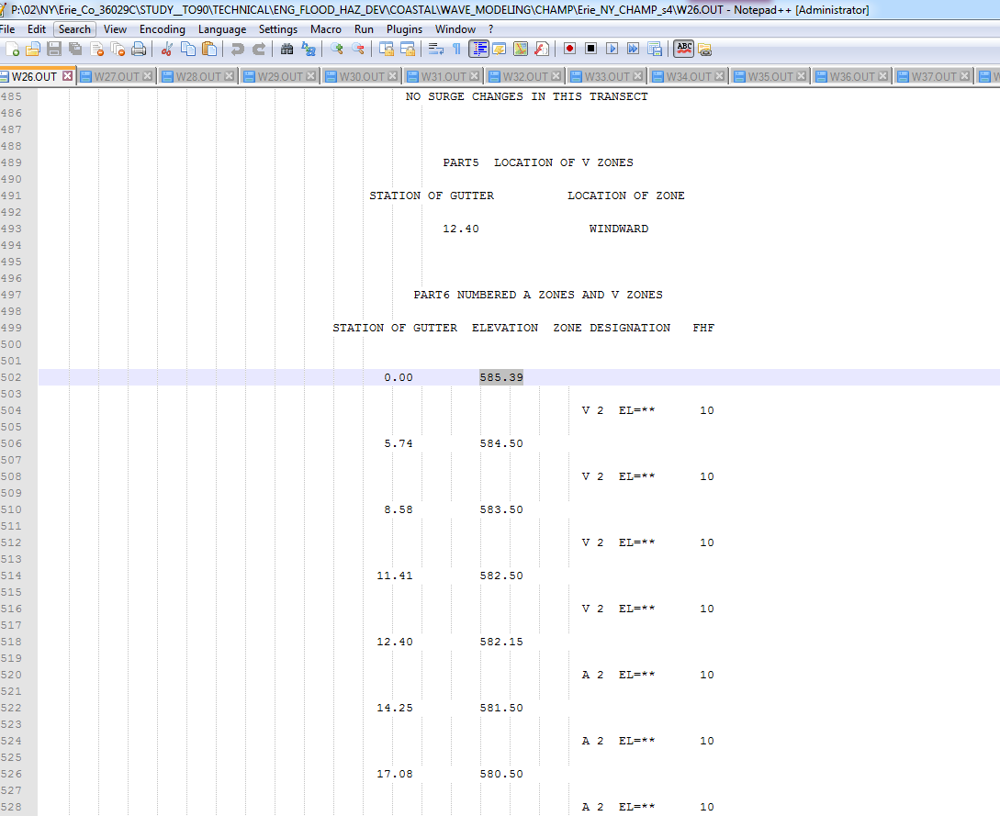 P:\02\NY\Erie_Co_36029C\STUDY__TO90\TECHNICAL\ENG_FLOOD_HAZ_DEV\COASTAL\WAVE_MODELING\CHAMP\Erie_NY_CHAMP_s4\W26.OUT - Notepad++ [Administrator]
File Edit Search View Encoding Language Settings Macro Run Plugins Window ?
ABC
W26.OUT W27.OUT W28.OUT W29.OUT W30.OUT W31.OUT W32.OUT W33.OUT W34.OUT W35.OUT W36.OUT W37.OUT
485 NO SURGE CHANGES IN THIS TRANSECT
486
487
488
489 PART5 LOCATION OF V ZONES
490
491 STATION OF GUTTER LOCATION OF ZONE
492
493 12.40 WINDWARD
494
495
496
497 PART6 NUMBERED A ZONES AND V ZONES
498
499 STATION OF GUTTER ELEVATION ZONE DESIGNATION FHF
500
501
502 0.00 585.39
503
504 V 2 EL=** 10
505
506 5.74 584.50
507
508 V 2 EL=** 10
509
510 8.58 583.50
511
512 V 2 EL=** 10
513
514 11.41 582.50
515
516 V 2 EL=** 10
517
518 12.40 582.15
519
520 A 2 EL=** 10
521
522 14.25 581.50
523
524 A 2 EL=** 10
525
526 17.08 580.50
527
528 A 2 EL=** 10